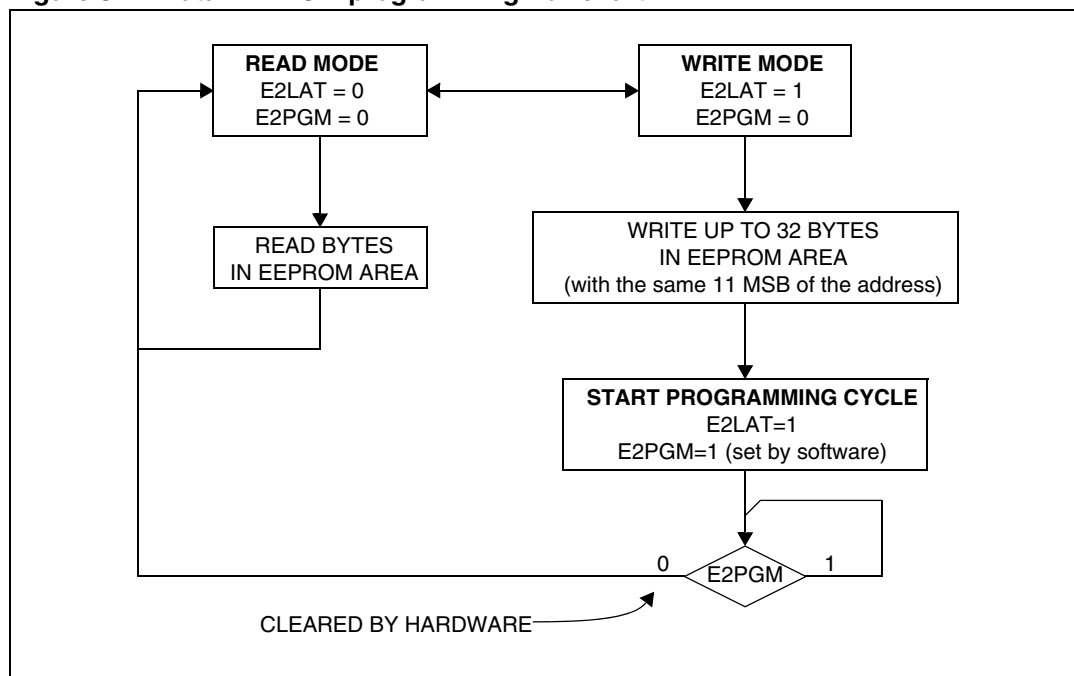 READ MODE
E2LAT = 0
E2PGM = 0
WRITE MODE
E2LAT = 1
E2PGM = 0
READ BYTES
IN EEPROM AREA
WRITE UP TO 32 BYTES
IN EEPROM AREA
(with the same 11 MSB of the address)
START PROGRAMMING CYCLE
E2LAT=1
E2PGM=1 (set by software)
0
E2PGM
1
CLEARED BY HARDWARE